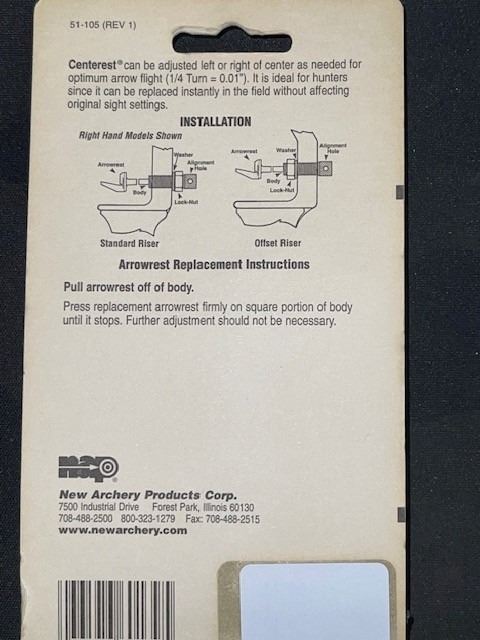 51-105 (REV 1)
Centerest® can be adjusted left or right of center as needed for
optimum arrow flight (1/4 Turn = 0.01"). It is ideal for hunters
since it can be replaced instantly in the field without affecting
original sight settings.
INSTALLATION
Right Hand Models Shown
Arrowrest
Washer
Alignment
Hole
Body
Lock-Nut
Standard Riser
Arrowrest
Washer
Alignment
Hole
Body
Lock-Nut
Offset Riser
Arrowrest Replacement Instructions
Pull arrowrest off of body.
Press replacement arrowrest firmly on square portion of body
until it stops. Further adjustment should not be necessary.
nap®
New Archery Products Corp.
7500 Industrial Drive Forest Park, Illinois 60130
708-488-2500 800-323-1279 Fax: 708-488-2515
www.newarchery.com